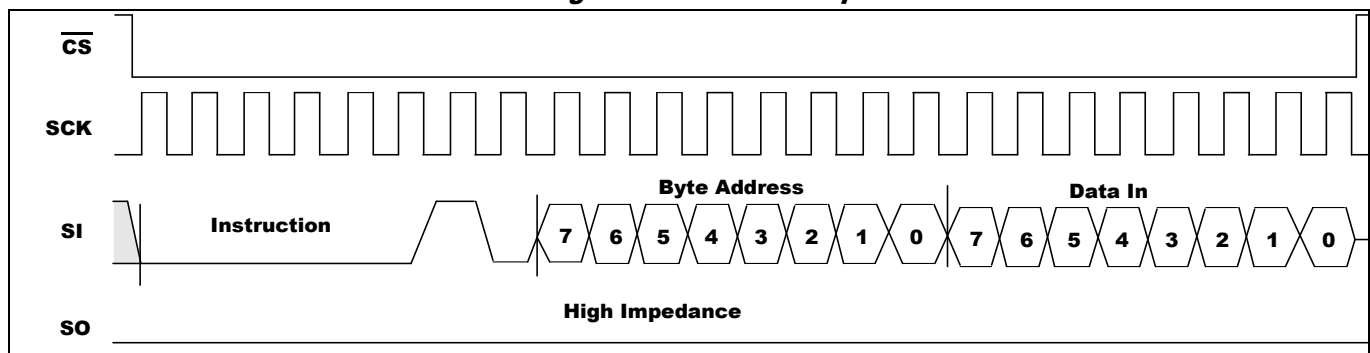 CS
SCK
Byte Address
Data In
SI
Instruction
7 6 5 4 3 2 1 0 7 6 5 4 3 2 1 0
High Impedance
SO